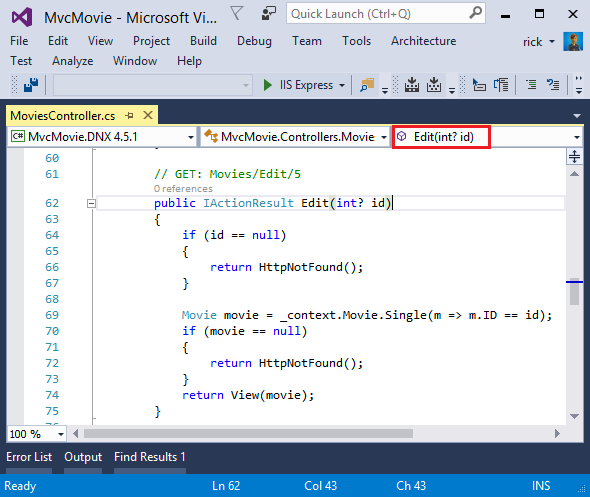 MvcMovie - Microsoft Vi...
Quick Launch (Ctrl+Q)
File Edit View Project Build Debug Team Tools Architecture rick
Test Analyze Window Help
IIS Express
MoviesController.cs
C# MvcMovie.DNX 4.5.1 MvcMovie.Controllers.Movie Edit(int? id)
60 }
61 // GET: Movies/Edit/5
0 references
62 public IActionResult Edit(int? id)
63 {
64 if (id == null)
65 {
66 return HttpNotFound();
67 }
68
69 Movie movie = _context.Movie.Single(m => m.ID == id);
70 if (movie == null)
71 {
72 return HttpNotFound();
73 }
74 return View(movie);
75 }
76
100 %
Error List Output Find Results 1
Ready Ln 62 Col 43 Ch 43 INS